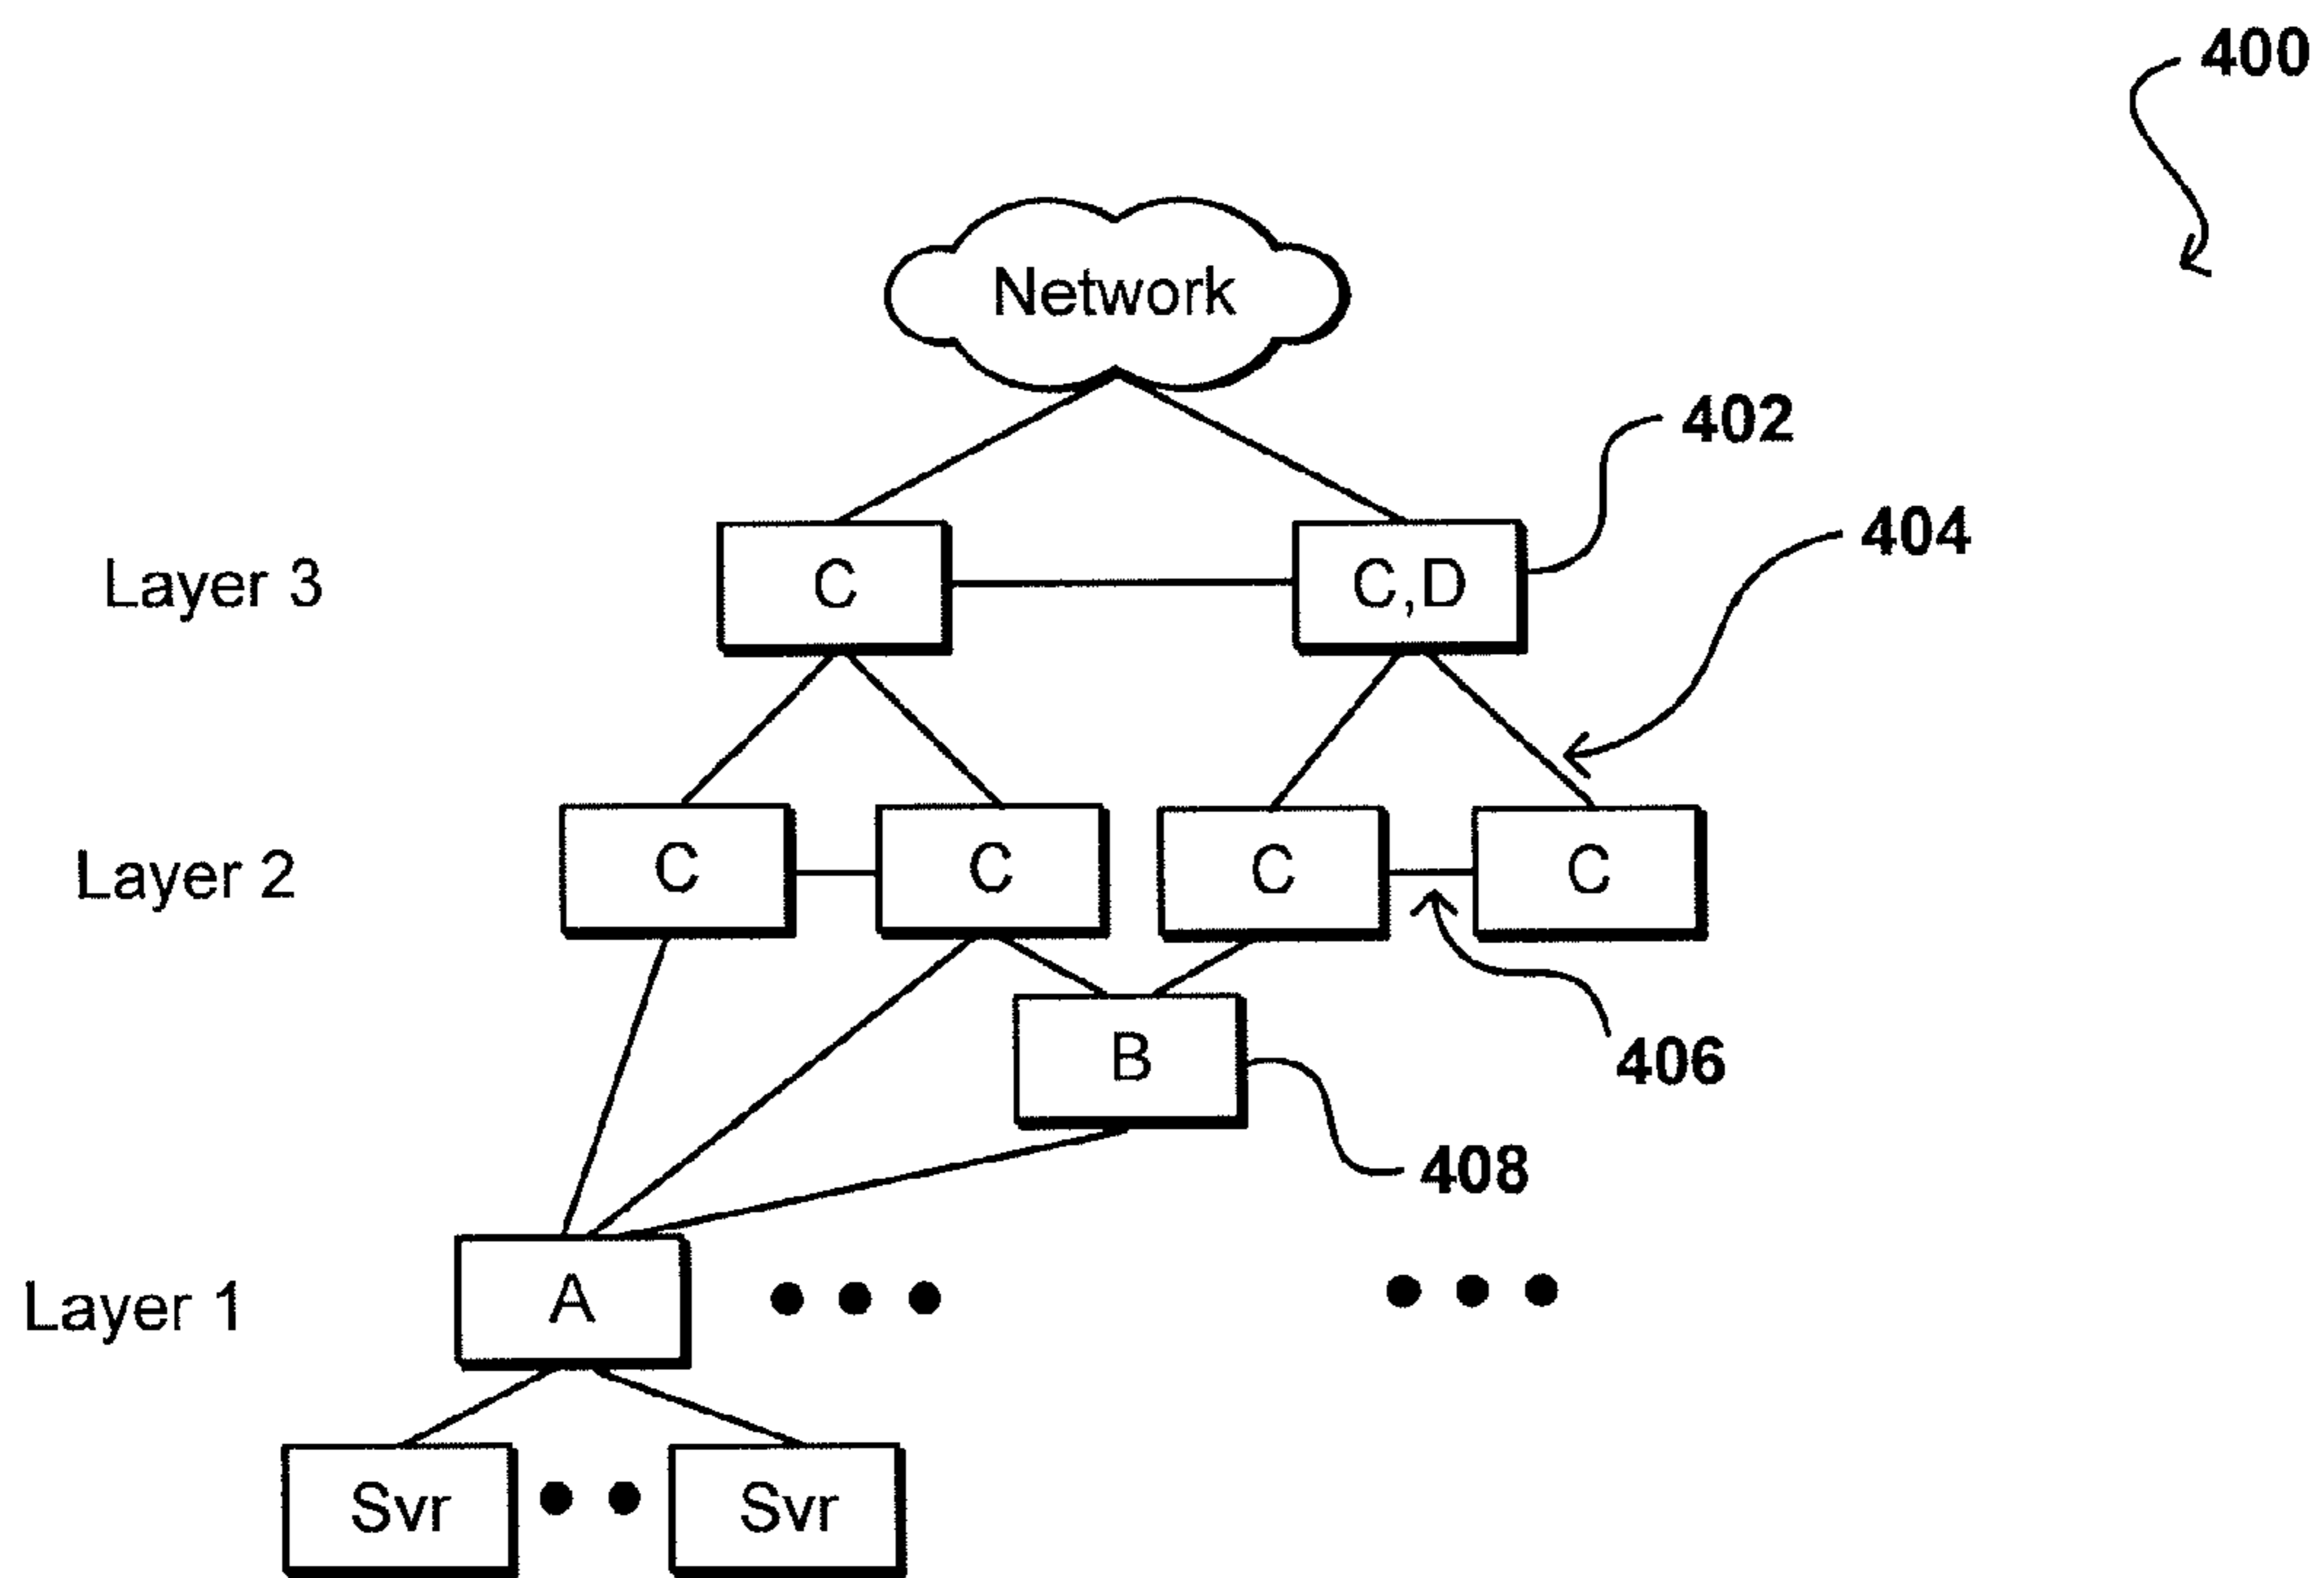 400
Network
402
404
Layer 3 C C,D
Layer 2 C C C C
406
B
408
Layer 1 A
Svr Svr